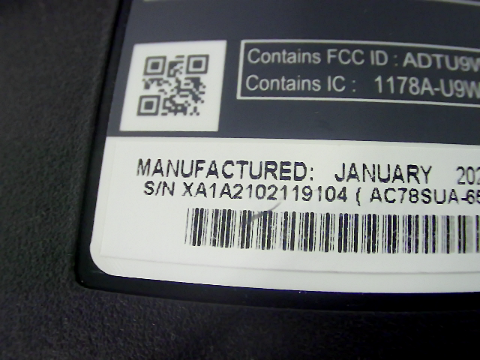 Contains FCC ID : ADTU9W
Contains IC : 1178A-U9W
MANUFACTURED: JANUARY 202
S/N XA1A2102119104 ( AC78SUA-65